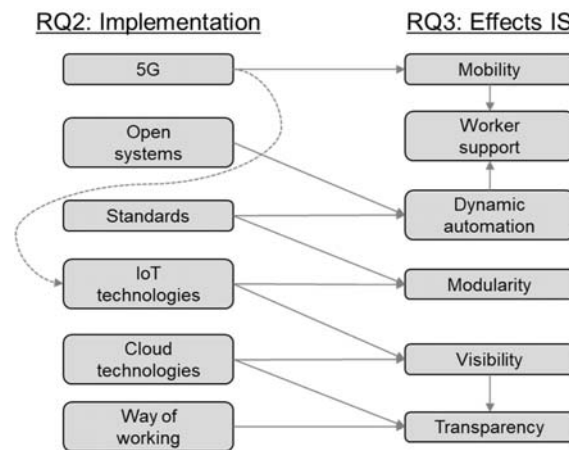 RQ2: Implementation
RQ3: Effects IS
5G
Mobility
Open
systems
Worker
support
Standards
Dynamic
automation
IoT
technologies
Modularity
Cloud
technologies
Visibility
Way of
working
Transparency